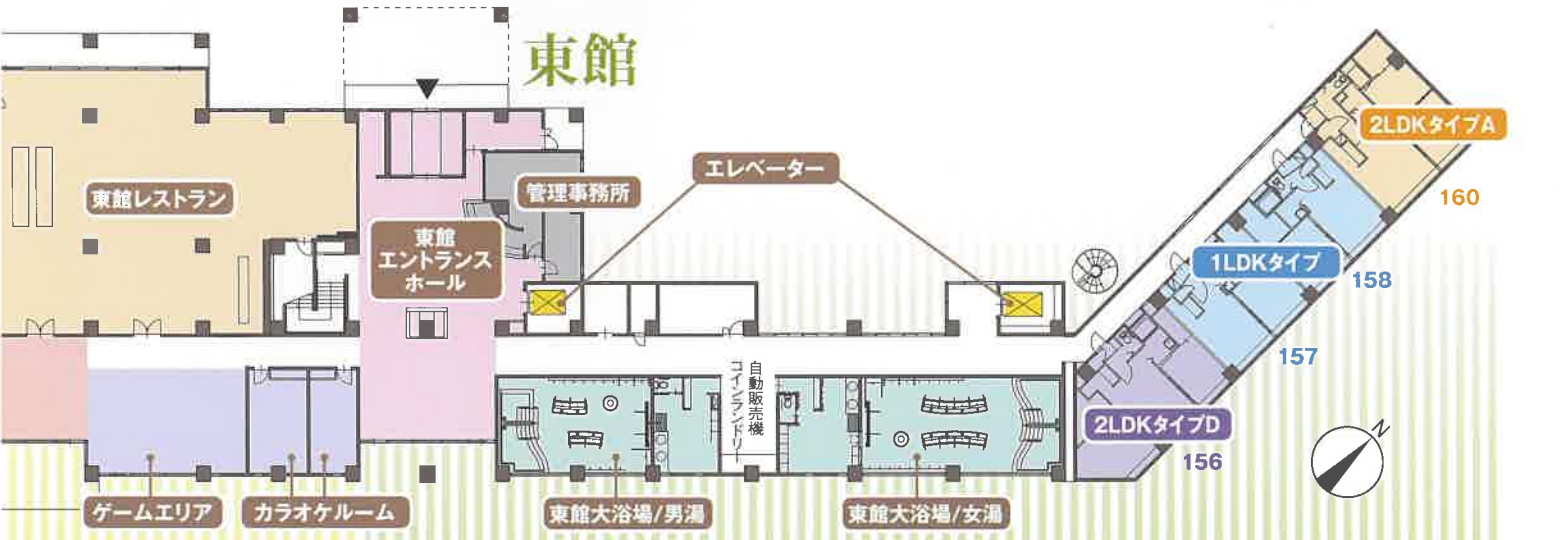 東館
2LDKタイプA
160
エレベーター
東館レストラン
管理事務所
東館
エントランス
ホール
1LDKタイプ
158
157
自動販売機
コインランドリー
2LDKタイプD
156
N
ゲームエリア
カラオケルーム
東館大浴場/男湯
東館大浴場/女湯